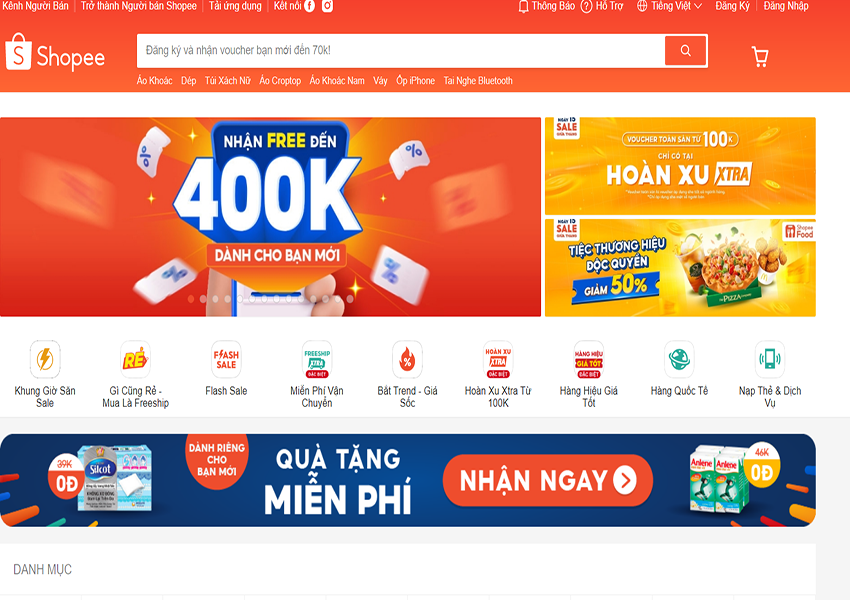 Kênh Người Bán
Trở thành Người bán Shopee
Tải ứng dụng
Kết nối
Thông Báo
Hỗ Trợ
Tiếng Việt
Đăng Ký
Đăng Nhập
Shopee
Đăng ký và nhận voucher bạn mới đến 70k!
Áo Khoác Dép Túi Xách Nữ Áo Croptop Áo Khoác Nam Váy Ốp iPhone Tai Nghe Bluetooth
NHẬN FREE ĐẾN
400K
DÀNH CHO BẠN MỚI
NGÀY 15
SALE
GIỮA THÁNG
VOUCHER TOÀN SÀN TỪ 100K
CHỈ CÓ TẠI
HOÀN XU XTRA
NGÀY 15
SALE
GIỮA THÁNG
Shopee
Food
TIỆC THƯƠNG HIỆU
ĐỘC QUYỀN
GIẢM 50%
THE PIZZA COMPANY
RẺ
FLASH
SALE
FREESHIP
XTRA
ĐẶC BIỆT
HOÀN XU
XTRA
ĐẶC BIỆT
HÀNG HIỆU
GIÁ TỐT
ĐẶC BIỆT
Khung Giờ Săn
Sale
Gì Cũng Rẻ -
Mua Là Freeship
Flash Sale
Miễn Phí Vận
Chuyển
Bắt Trend - Giá
Sốc
Hoàn Xu Xtra Từ
100K
Hàng Hiệu Giá
Tốt
Hàng Quốc Tế
Nạp Thẻ & Dịch
Vụ
39K
0Đ
Silcot
DÀNH RIÊNG
CHO
BẠN MỚI
QUÀ TẶNG
MIỄN PHÍ
NHẬN NGAY
Anlene
Anlene
46K
0Đ
DANH MỤC